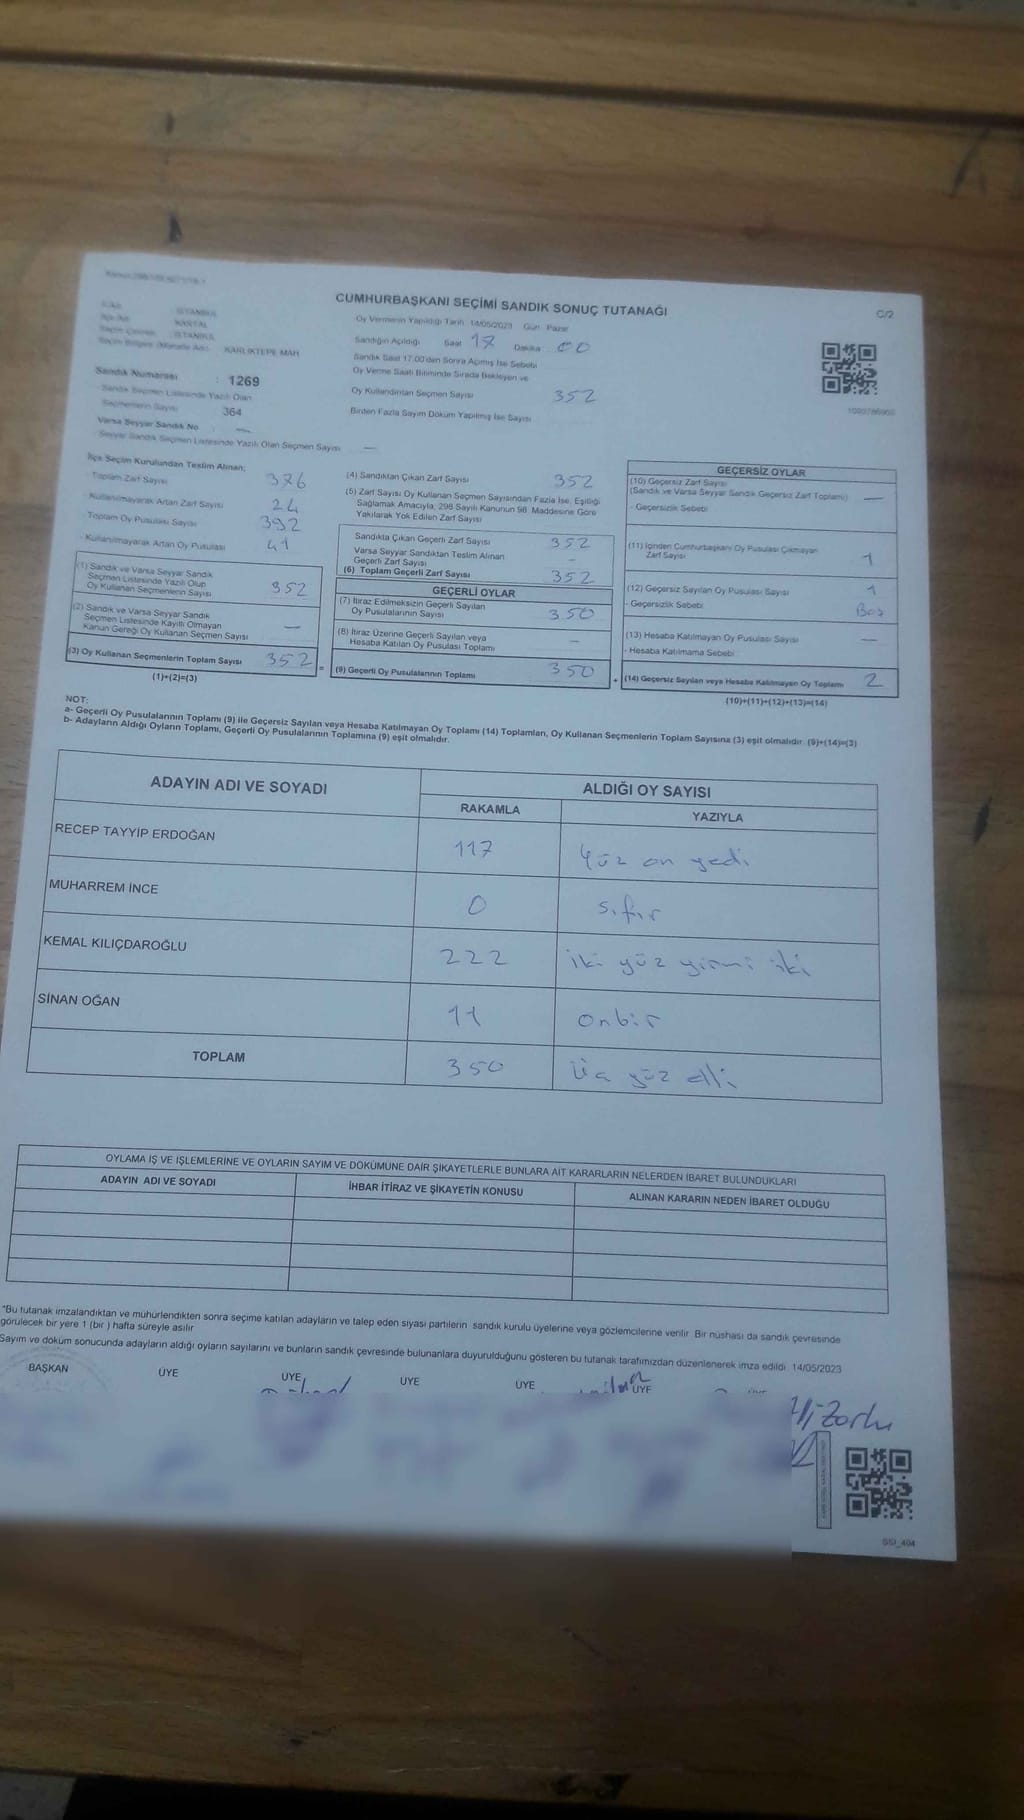 CUMHURBAŞKANI SEÇİMİ SANDIK SONUÇ TUTANAĞI
C/2
İSTANBUL
KARTAL
İSTANBUL
KARLIKTEPE MAH
Sandık Numarası : 1269
Sandık Seçmen Listesinde Yazılı Olan
Seçmenlerin Sayısı 364
Varsa Seyyar Sandık No : —
Seyyar Sandık Seçmen Listesinde Yazılı Olan Seçmen Sayısı —
Oy Vermenin Yapıldığı Tarih 14/05/2023 Gün Pazar
Sandığın Açıldığı Saat 17 Dakika 00
Sandık Saat 17:00'den Sonra Açılmış İse Sebebi
Oy Verme Saati Bitiminde Sırada Bekleyen ve
Oy Kullandırılan Seçmen Sayısı 352
Birden Fazla Sayım Döküm Yapılmış İse Sayısı
İlçe Seçim Kurulundan Teslim Alınan;
- Toplam Zarf Sayısı 376
- Kullanılmayarak Artan Zarf Sayısı 24
Toplam Oy Pusulası Sayısı 392
- Kullanılmayarak Artan Oy Pusulası 41
(1) Sandık ve Varsa Seyyar Sandık
Seçmen Listesinde Yazılı Olup
Oy Kullanan Seçmenlerin Sayısı 352
(2) Sandık ve Varsa Seyyar Sandık
Seçmen Listesinde Kayıtlı Olmayan
Kanun Gereği Oy Kullanan Seçmen Sayısı —
(3) Oy Kullanan Seçmenlerin Toplam Sayısı 352 =
(1)+(2)=(3)
(4) Sandıktan Çıkan Zarf Sayısı 352
(5) Zarf Sayısı Oy Kullanan Seçmen Sayısından Fazla İse, Eşitliği
Sağlamak Amacıyla, 298 Sayılı Kanunun 98. Maddesine Göre
Yakılarak Yok Edilen Zarf Sayısı
Sandıkta Çıkan Geçerli Zarf Sayısı 352
Varsa Seyyar Sandıktan Teslim Alınan
Geçerli Zarf Sayısı —
(6) Toplam Geçerli Zarf Sayısı 352
GEÇERLİ OYLAR
(7) İtiraz Edilmeksizin Geçerli Sayılan
Oy Pusulalarının Sayısı 350
(8) İtiraz Üzerine Geçerli Sayılan veya
Hesaba Katılan Oy Pusulası Toplamı —
(9) Geçerli Oy Pusulalarının Toplamı 350 +
GEÇERSİZ OYLAR
(10) Geçersiz Zarf Sayısı
(Sandık ve Varsa Seyyar Sandık Geçersiz Zarf Toplamı) —
- Geçersizlik Sebebi
(11) İçinden Cumhurbaşkanı Oy Pusulası Çıkmayan
Zarf Sayısı 1
(12) Geçersiz Sayılan Oy Pusulası Sayısı 1
- Geçersizlik Sebebi Boş
(13) Hesaba Katılmayan Oy Pusulası Sayısı —
- Hesaba Katılmama Sebebi
(14) Geçersiz Sayılan veya Hesaba Katılmayan Oy Toplamı 2
(10)+(11)+(12)+(13)=(14)
NOT:
a- Geçerli Oy Pusulalarının Toplamı (9) ile Geçersiz Sayılan veya Hesaba Katılmayan Oy Toplamı (14) Toplamları, Oy Kullanan Seçmenlerin Toplam Sayısına (3) eşit olmalıdır. (9)+(14)=(3)
b- Adayların Aldığı Oyların Toplamı, Geçerli Oy Pusulalarının Toplamına (9) eşit olmalıdır.
ADAYIN ADI VE SOYADI ALDIĞI OY SAYISI
RAKAMLA YAZIYLA
RECEP TAYYİP ERDOĞAN 117 Yüz on yedi
MUHARREM İNCE 0 sıfır
KEMAL KILIÇDAROĞLU 222 iki yüz yirmi iki
SİNAN OĞAN 11 onbir
TOPLAM 350 Üç yüz elli
OYLAMA İŞ VE İŞLEMLERİNE VE OYLARIN SAYIM VE DÖKÜMÜNE DAİR ŞİKAYETLERLE BUNLARA AİT KARARLARIN NELERDEN İBARET BULUNDUKLARI
ADAYIN ADI VE SOYADI İHBAR İTİRAZ VE ŞİKAYETİN KONUSU ALINAN KARARIN NEDEN İBARET OLDUĞU
*Bu tutanak imzalandıktan ve mühürlendikten sonra seçime katılan adayların ve talep eden siyasi partilerin sandık kurulu üyelerine veya gözlemcilerine verilir. Bir nüshası da sandık çevresinde
görülecek bir yere 1 (bir ) hafta süreyle asılır
Sayım ve döküm sonucunda adayların aldığı oyların sayılarını ve bunların sandık çevresinde bulunanlara duyurulduğunu gösteren bu tutanak tarafımızdan düzenlenerek imza edildi. 14/05/2023
BAŞKAN ÜYE ÜYE ÜYE ÜYE ÜYE
SSI_404